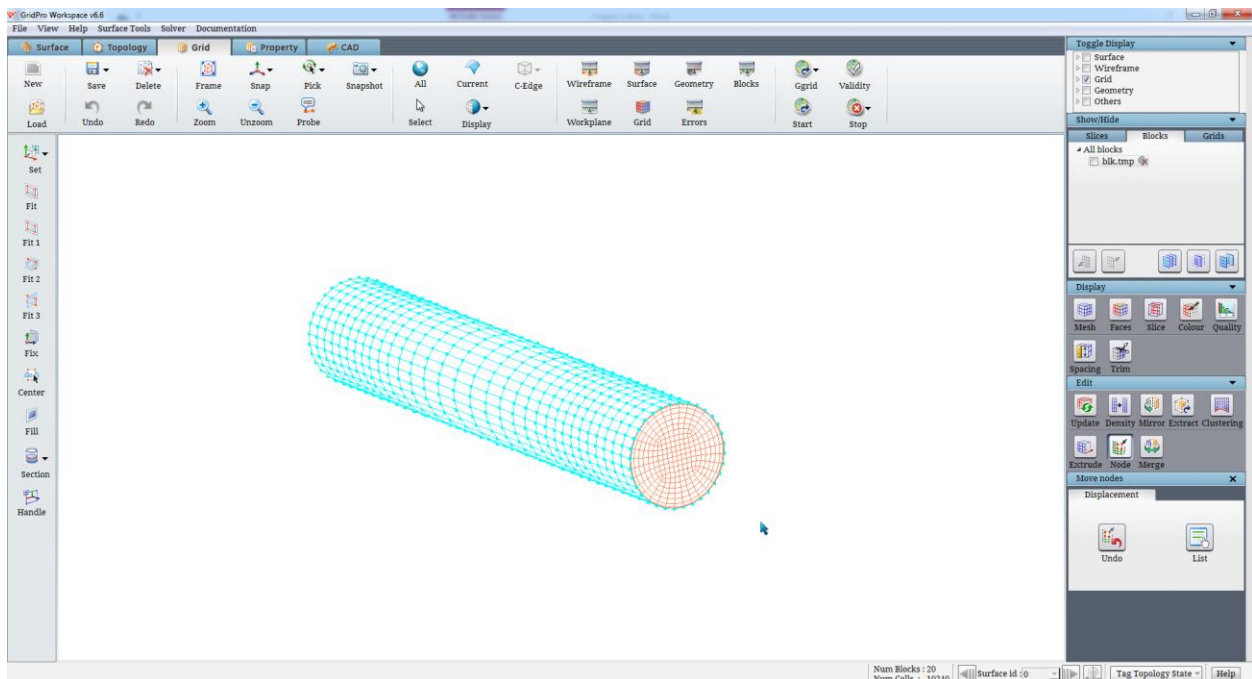 GridPro Workspace v6.6
File View Help Surface Tools Solver Documentation
Surface Topology Grid Property CAD
New Save Delete Frame Snap Pick Snapshot All Current C-Edge Wireframe Surface Geometry Blocks Ggrid Validity
Load Undo Redo Zoom Unzoom Probe Select Display Workplane Grid Errors Start Stop
Set
Fit
Fit 1
Fit 2
Fit 3
Fix
Center
Fill
Section
Handle
Toggle Display
Surface
Wireframe
Grid
Geometry
Others
Show/Hide
Slices Blocks Grids
All blocks
blk.tmp
Display
Mesh Faces Slice Colour Quality
Spacing Trim
Edit
Update Density Mirror Extract Clustering
Extrude Node Merge
Move nodes X
Displacement
Undo List
Num Blocks : 20
Num Cells : 10240
Surface id : 0
Tag Topology State
Help